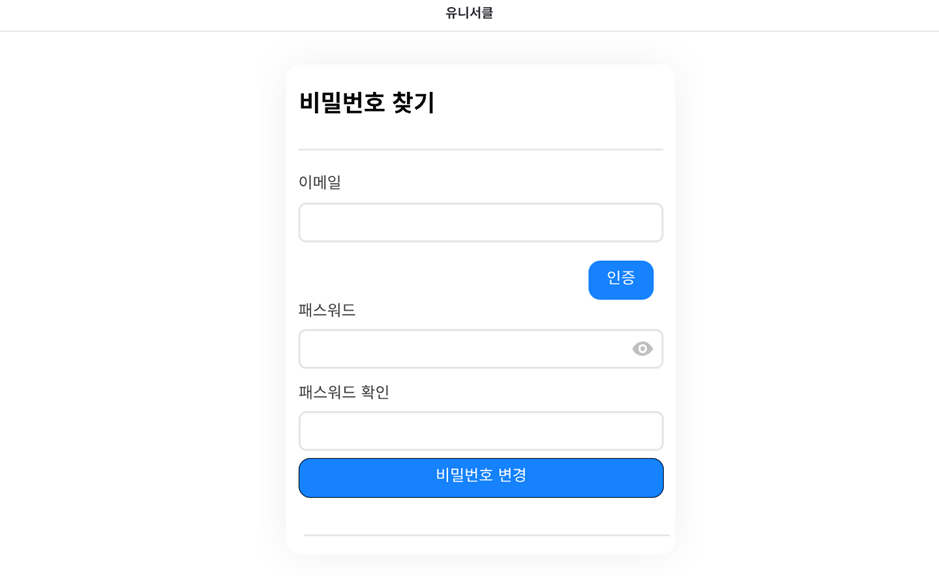 유니서클
비밀번호 찾기
이메일
인증
패스워드
패스워드 확인
비밀번호 변경